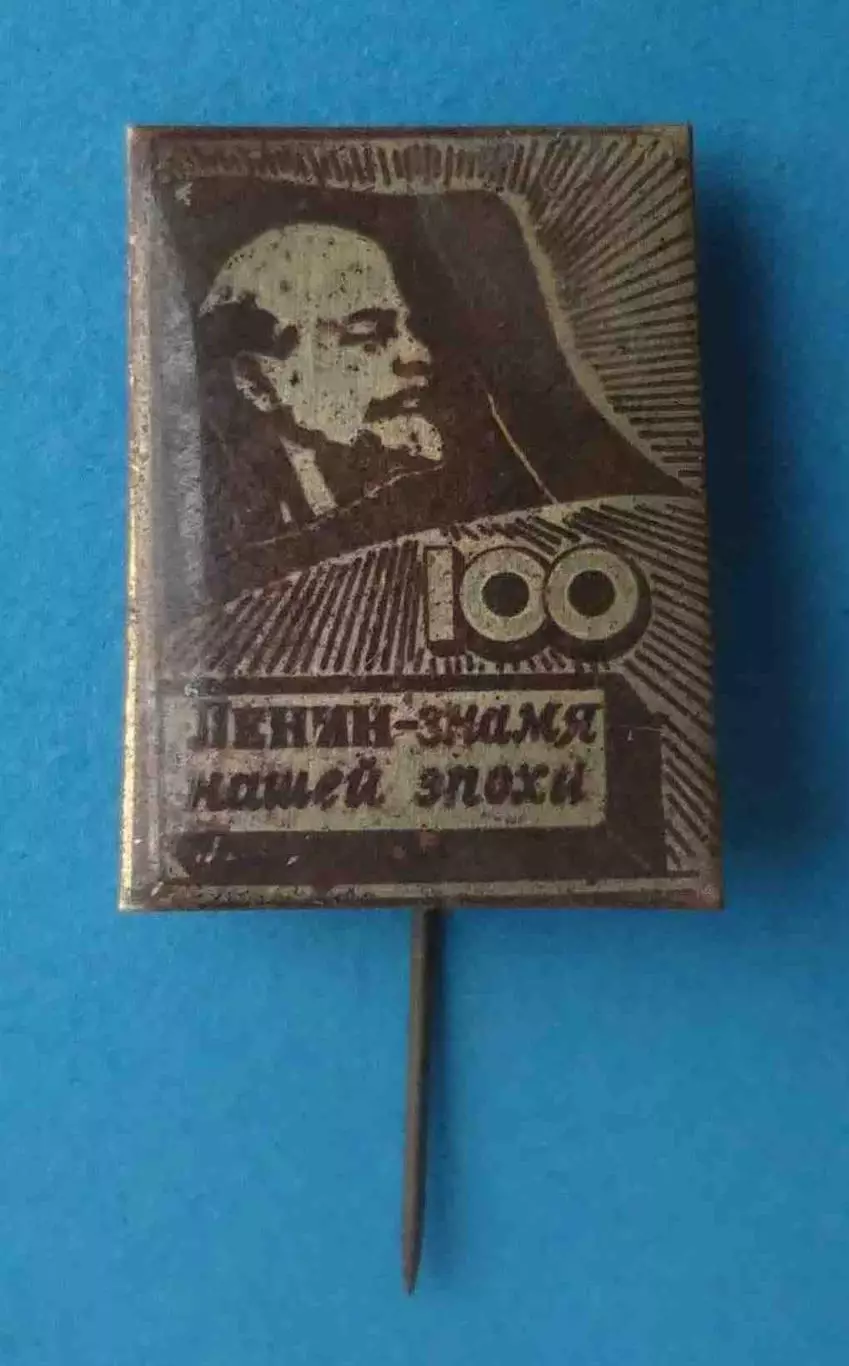 100
Ленин-знамя
нашей эпохи